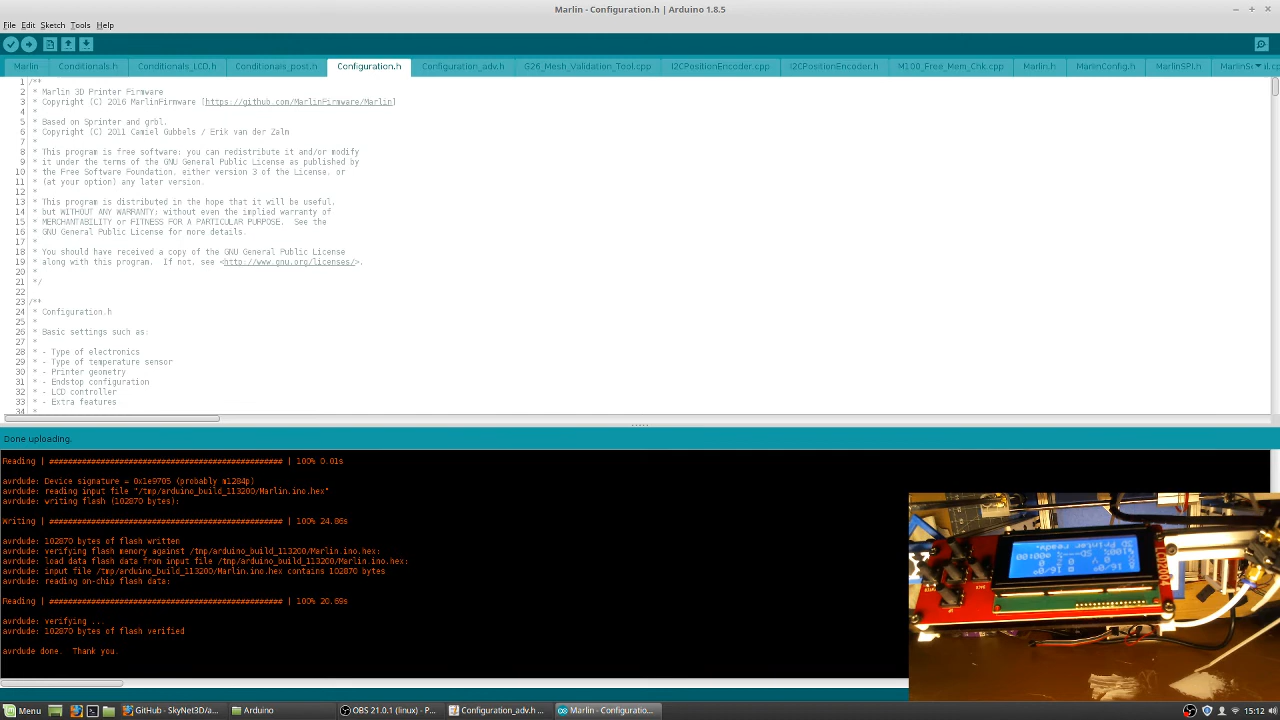 Marlin - Configuration.h | Arduino 1.8.5
File Edit Sketch Tools Help
Marlin Conditionals.h Conditionals_LCD.h Conditionals_post.h Configuration.h Configuration_adv.h G26_Mesh_Validation_Tool.cpp I2CPositionEncoder.cpp I2CPositionEncoder.h M100_Free_Mem_Chk.cpp Marlin.h MarlinConfig.h MarlinSPI.h
1 /**
2 * Marlin 3D Printer Firmware
3 * Copyright (C) 2016 MarlinFirmware [https://github.com/MarlinFirmware/Marlin]
4 *
5 * Based on Sprinter and grbl.
6 * Copyright (C) 2011 Camiel Gubbels / Erik van der Zalm
7 *
8 * This program is free software: you can redistribute it and/or modify
9 * it under the terms of the GNU General Public License as published by
10 * the Free Software Foundation, either version 3 of the License, or
11 * (at your option) any later version.
12 *
13 * This program is distributed in the hope that it will be useful,
14 * but WITHOUT ANY WARRANTY; without even the implied warranty of
15 * MERCHANTABILITY or FITNESS FOR A PARTICULAR PURPOSE.  See the
16 * GNU General Public License for more details.
17 *
18 * You should have received a copy of the GNU General Public License
19 * along with this program.  If not, see <http://www.gnu.org/licenses/>.
20 *
21 */
22
23 /**
24 * Configuration.h
25 *
26 * Basic settings such as:
27 *
28 * - Type of electronics
29 * - Type of temperature sensor
30 * - Printer geometry
31 * - Endstop configuration
32 * - LCD controller
33 * - Extra features
34 *
Done uploading.
Reading | ################################################## | 100% 0.01s
avrdude: Device signature = 0x1e9705 (probably m1284p)
avrdude: reading input file "/tmp/arduino_build_113200/Marlin.ino.hex"
avrdude: writing flash (102870 bytes):
Writing | ################################################## | 100% 24.86s
avrdude: 102870 bytes of flash written
avrdude: verifying flash memory against /tmp/arduino_build_113200/Marlin.ino.hex:
avrdude: load data flash data from input file /tmp/arduino_build_113200/Marlin.ino.hex:
avrdude: input file /tmp/arduino_build_113200/Marlin.ino.hex contains 102870 bytes
avrdude: reading on-chip flash data:
Reading | ################################################## | 100% 20.69s
avrdude: verifying ...
avrdude: 102870 bytes of flash verified
avrdude done.  Thank you.
3D Printer ready.
LCD2004
Menu GitHub - SkyNet3D/a... Arduino OBS 21.0.1 (linux) - P... Configuration_adv.h ... Marlin - Configuratio... 15:12